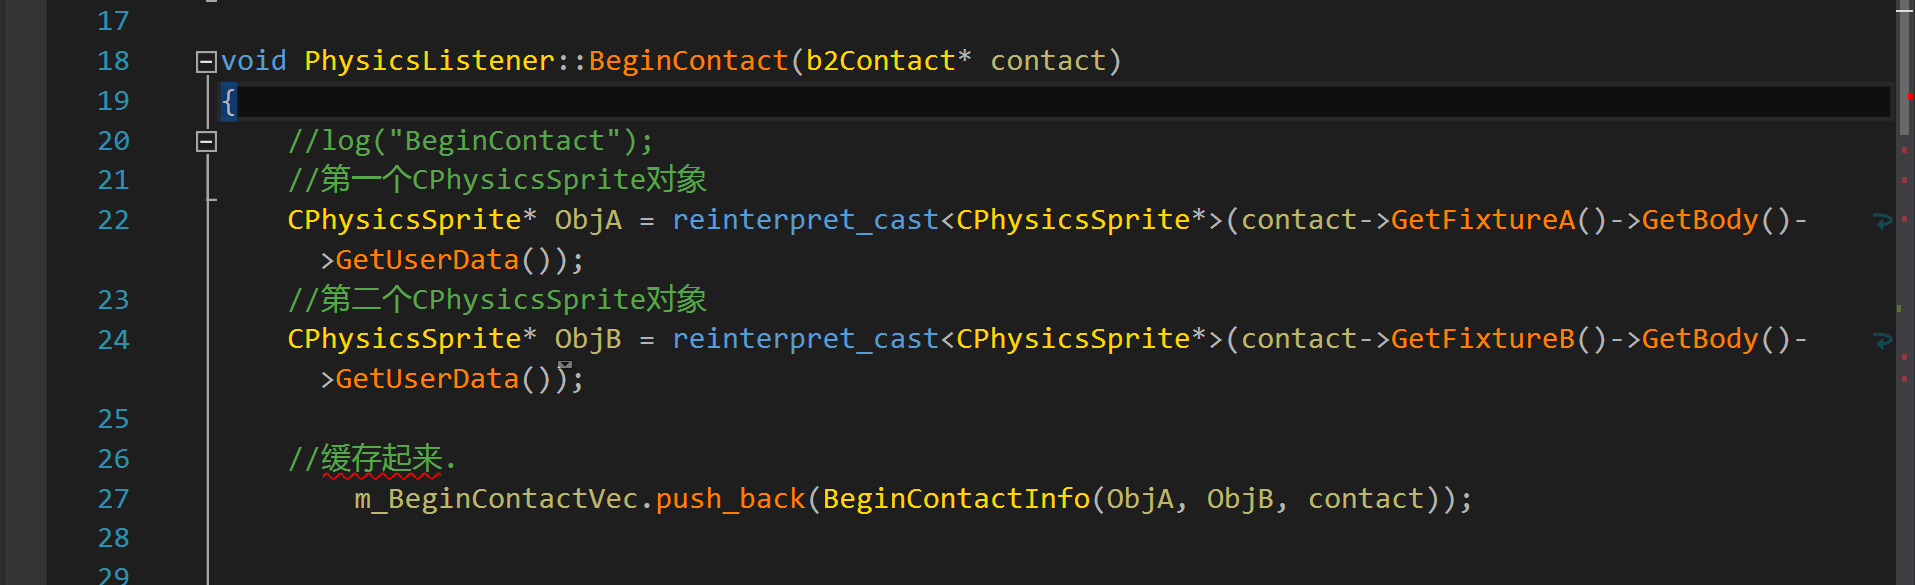 17
18 void PhysicsListener::BeginContact(b2Contact* contact)
19 {
20 //log("BeginContact");
21 //第一个CPhysicsSprite对象
22 CPhysicsSprite* ObjA = reinterpret_cast<CPhysicsSprite*>(contact->GetFixtureA()->GetBody()-
>GetUserData());
23 //第二个CPhysicsSprite对象
24 CPhysicsSprite* ObjB = reinterpret_cast<CPhysicsSprite*>(contact->GetFixtureB()->GetBody()-
>GetUserData());
25
26 //缓存起来.
27 m_BeginContactVec.push_back(BeginContactInfo(ObjA, ObjB, contact));
28
29